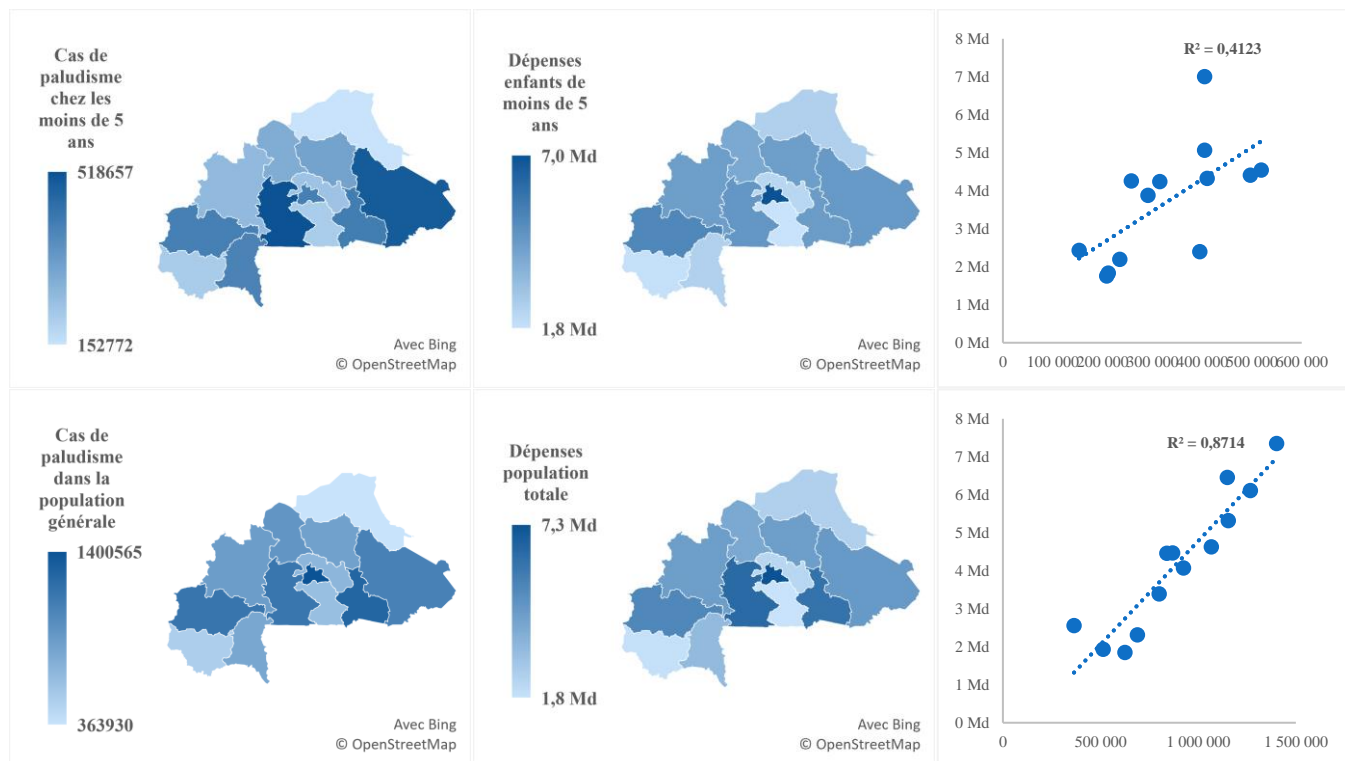 Cas de
paludisme
chez les
moins de 5
ans
518657
152772
Avec Bing
© OpenStreetMap
Dépenses
enfants de
moins de 5
ans
7,0 Md
1,8 Md
Avec Bing
© OpenStreetMap
R² = 0,4123
8 Md
7 Md
6 Md
5 Md
4 Md
3 Md
2 Md
1 Md
0 Md
0 100 000 200 000 300 000 400 000 500 000 600 000
Cas de
paludisme
dans la
population
générale
1400565
363930
Avec Bing
© OpenStreetMap
Dépenses
population
totale
7,3 Md
1,8 Md
Avec Bing
© OpenStreetMap
R² = 0,8714
8 Md
7 Md
6 Md
5 Md
4 Md
3 Md
2 Md
1 Md
0 Md
0 500 000 1 000 000 1 500 000